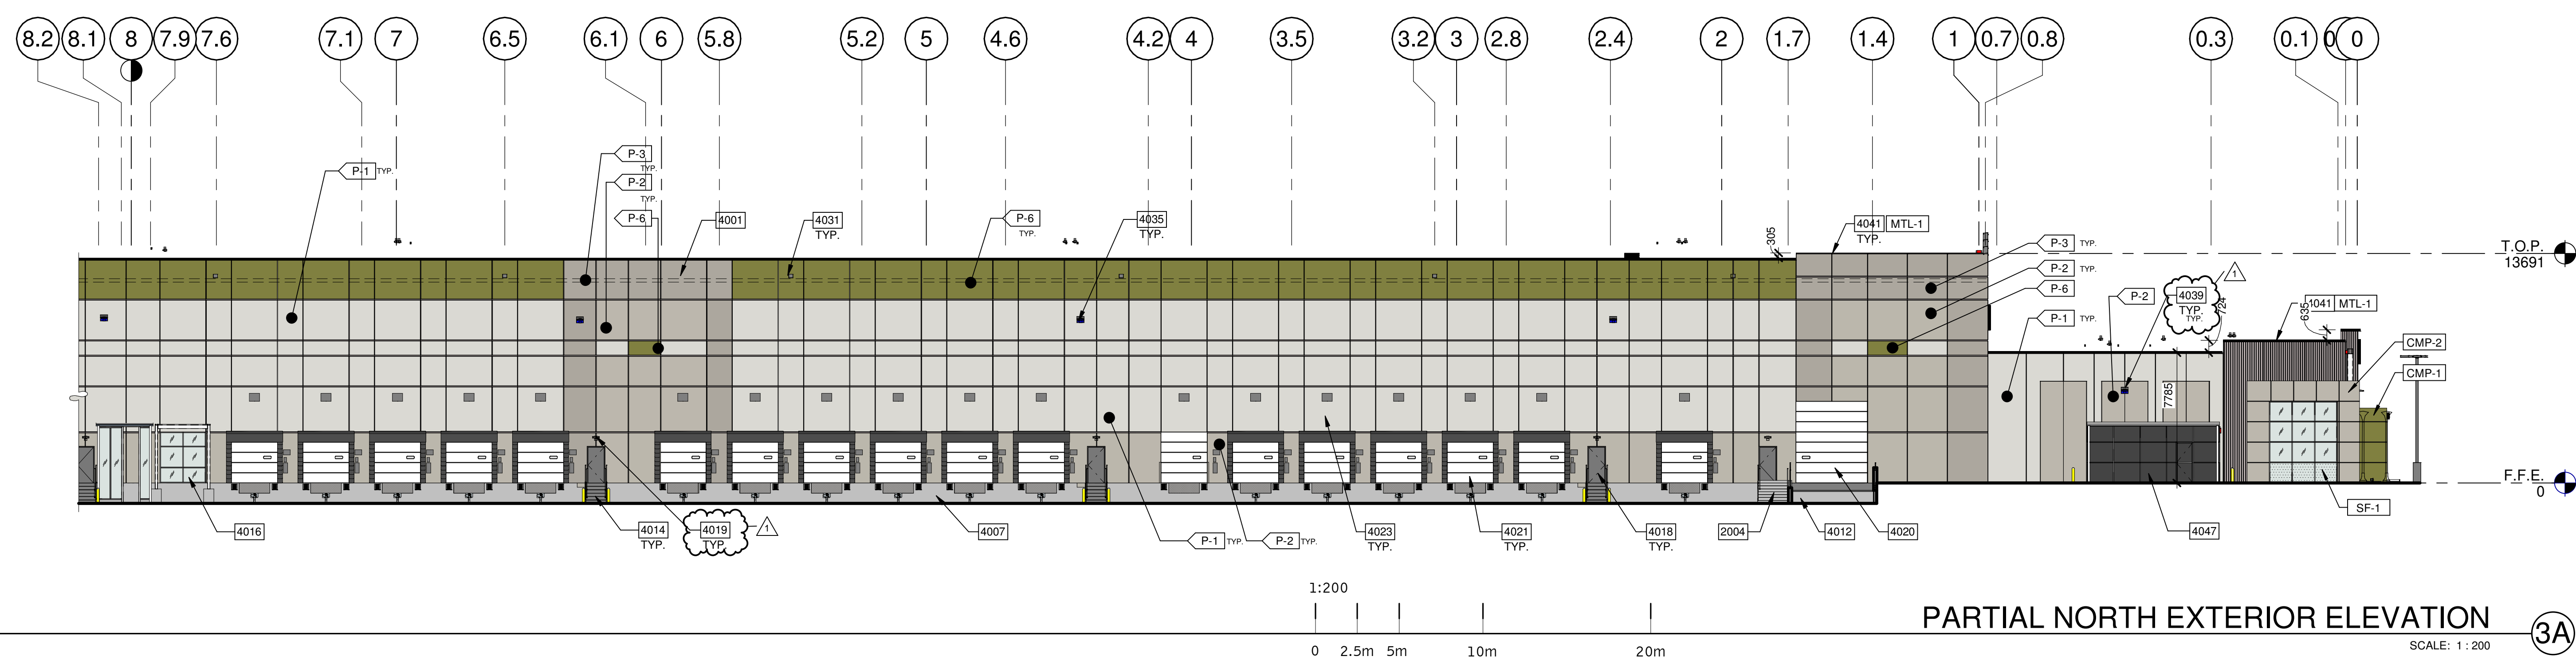 8.2 8.1 8 7.9 7.6 7.1 7 6.5 6.1 6 5.8 5.2 5 4.6 4.2 4 3.5 3.2 3 2.8 2.4 2 1.7 1.4 1 0.7 0.8 0.3 0.1 0 0
P-3
TYP.
P-1 TYP.
P-2
TYP.
P-6
4001
4031
TYP.
P-6
TYP.
4035
TYP.
305
4041 MTL-1
TYP.
P-3 TYP.
P-2 TYP.
P-6
P-1 TYP.
P-2
4039
TYP.
TYP.
1
724
635
4041 MTL-1
T.O.P.
13691
CMP-2
CMP-1
7785
F.F.E.
0
SF-1
4016
4014
TYP.
4019
TYP.
1
4007
P-1 TYP.
P-2 TYP.
4023
TYP.
4021
TYP.
4018
TYP.
2004
4012
4020
4047
1:200
0 2.5m 5m 10m 20m
PARTIAL NORTH EXTERIOR ELEVATION
SCALE: 1 : 200
3A